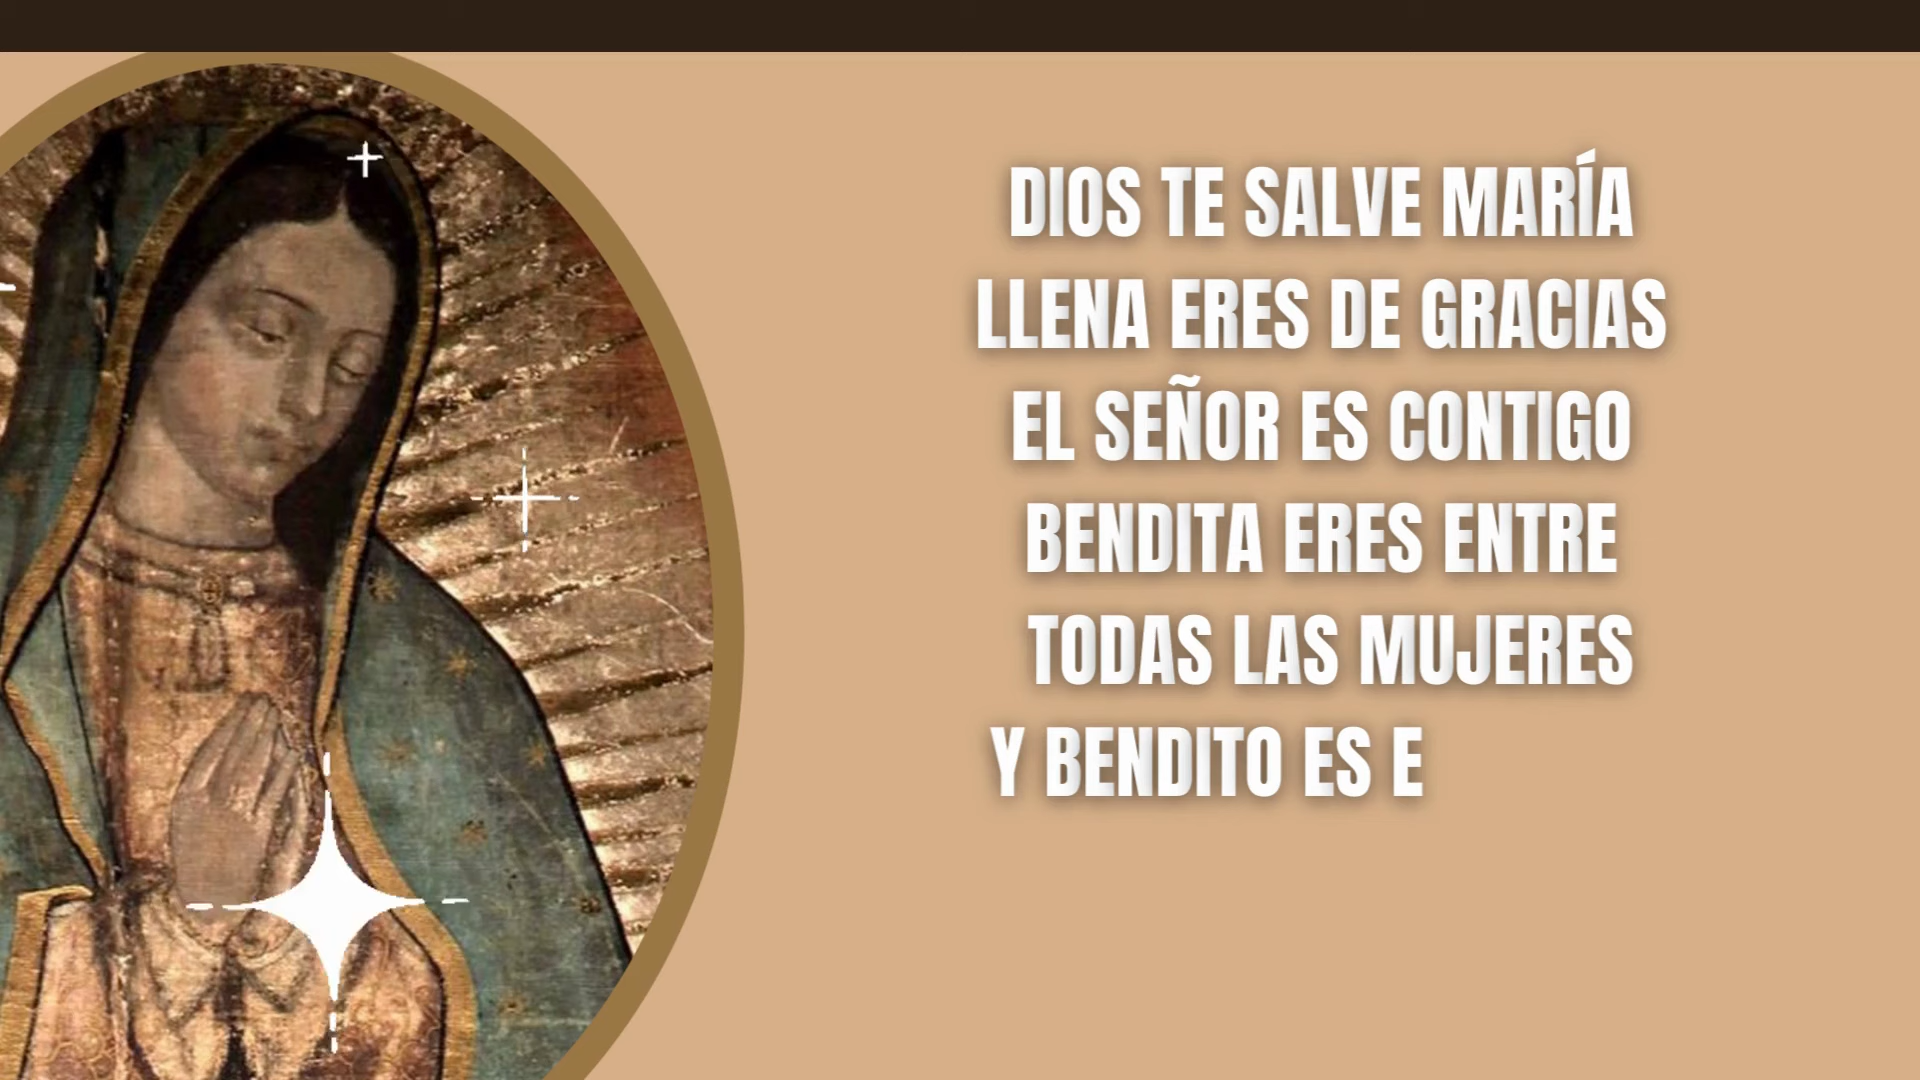 DIOS TE SALVE MARÍA
LLENA ERES DE GRACIAS
EL SEÑOR ES CONTIGO
BENDITA ERES ENTRE
TODAS LAS MUJERES
Y BENDITO ES E